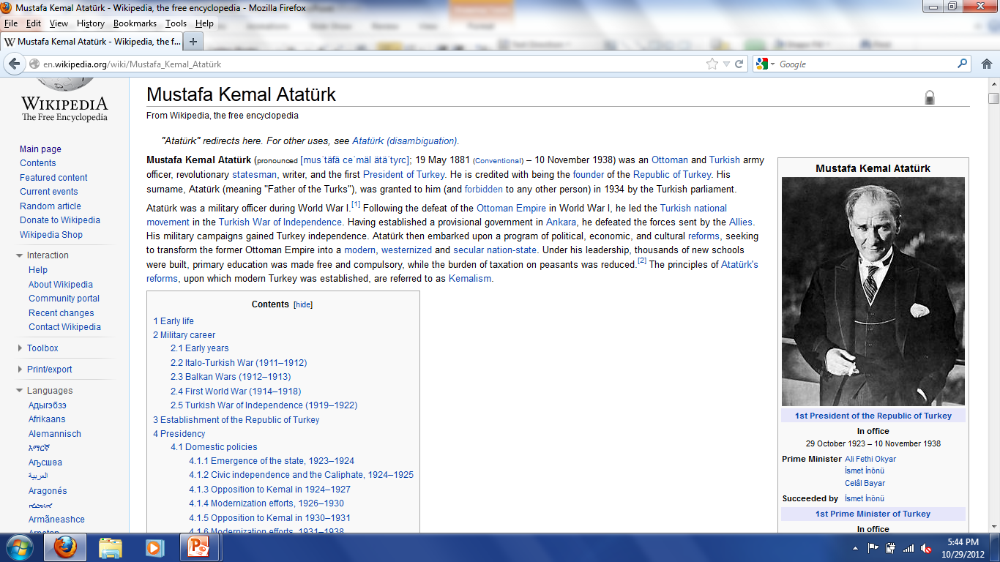 Mustafa Kemal Atatürk - Wikipedia, the free encyclopedia - Mozilla Firefox
File Edit View History Bookmarks Tools Help
Mustafa Kemal Atatürk - Wikipedia, the f...
en.wikipedia.org/wiki/Mustafa_Kemal_Atatürk
Google
WIKIPEDIA
The Free Encyclopedia
Main page
Contents
Featured content
Current events
Random article
Donate to Wikipedia
Wikipedia Shop
Interaction
Help
About Wikipedia
Community portal
Recent changes
Contact Wikipedia
Toolbox
Print/export
Languages
Адыгэбзэ
Afrikaans
Alemannisch
አማርኛ
Аҧсшәа
العربية
Aragonés
Armãneashce
Mustafa Kemal Atatürk
From Wikipedia, the free encyclopedia
"Atatürk" redirects here. For other uses, see Atatürk (disambiguation).
Mustafa Kemal Atatürk (pronounced [musˈtäfä ceˈmäl ätäˈtyrc]; 19 May 1881 (Conventional) – 10 November 1938) was an Ottoman and Turkish army
officer, revolutionary statesman, writer, and the first President of Turkey. He is credited with being the founder of the Republic of Turkey. His
surname, Atatürk (meaning "Father of the Turks"), was granted to him (and forbidden to any other person) in 1934 by the Turkish parliament.
Atatürk was a military officer during World War I.[1] Following the defeat of the Ottoman Empire in World War I, he led the Turkish national
movement in the Turkish War of Independence. Having established a provisional government in Ankara, he defeated the forces sent by the Allies.
His military campaigns gained Turkey independence. Atatürk then embarked upon a program of political, economic, and cultural reforms, seeking
to transform the former Ottoman Empire into a modern, westernized and secular nation-state. Under his leadership, thousands of new schools
were built, primary education was made free and compulsory, while the burden of taxation on peasants was reduced.[2] The principles of Atatürk's
reforms, upon which modern Turkey was established, are referred to as Kemalism.
Contents [hide]
1 Early life
2 Military career
2.1 Early years
2.2 Italo-Turkish War (1911–1912)
2.3 Balkan Wars (1912–1913)
2.4 First World War (1914–1918)
2.5 Turkish War of Independence (1919–1922)
3 Establishment of the Republic of Turkey
4 Presidency
4.1 Domestic policies
4.1.1 Emergence of the state, 1923–1924
4.1.2 Civic independence and the Caliphate, 1924–1925
4.1.3 Opposition to Kemal in 1924–1927
4.1.4 Modernization efforts, 1926–1930
4.1.5 Opposition to Kemal in 1930–1931
4.1.6 Modernization efforts, 1931–1938
Mustafa Kemal Atatürk
1st President of the Republic of Turkey
In office
29 October 1923 – 10 November 1938
Prime Minister Ali Fethi Okyar
İsmet İnönü
Celâl Bayar
Succeeded by İsmet İnönü
1st Prime Minister of Turkey
In office
5:44 PM
10/29/2012